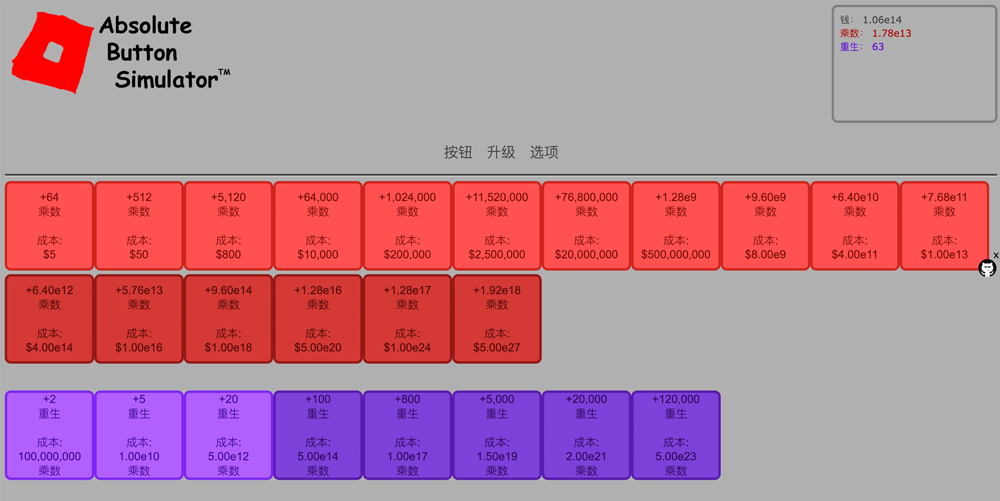 Absolute
Button
Simulator™
钱: 1.06e14
乘数: 1.78e13
重生: 63
按钮 升级 选项
+64 +512 +5,120 +64,000 +1,024,000 +11,520,000 +76,800,000 +1.28e9 +9.60e9 +6.40e10 +7.68e11
乘数 乘数 乘数 乘数 乘数 乘数 乘数 乘数 乘数 乘数 乘数
成本: 成本: 成本: 成本: 成本: 成本: 成本: 成本: 成本: 成本: 成本:
$5 $50 $800 $10,000 $200,000 $2,500,000 $20,000,000 $500,000,000 $8.00e9 $4.00e11 $1.00e13
x
+6.40e12 +5.76e13 +9.60e14 +1.28e16 +1.28e17 +1.92e18
乘数 乘数 乘数 乘数 乘数 乘数
成本: 成本: 成本: 成本: 成本: 成本:
$4.00e14 $1.00e16 $1.00e18 $5.00e20 $1.00e24 $5.00e27
+2 +5 +20 +100 +800 +5,000 +20,000 +120,000
重生 重生 重生 重生 重生 重生 重生 重生
成本: 成本: 成本: 成本: 成本: 成本: 成本: 成本:
100,000,000 1.00e10 5.00e12 5.00e14 1.00e17 1.50e19 2.00e21 5.00e23
乘数 乘数 乘数 乘数 乘数 乘数 乘数 乘数